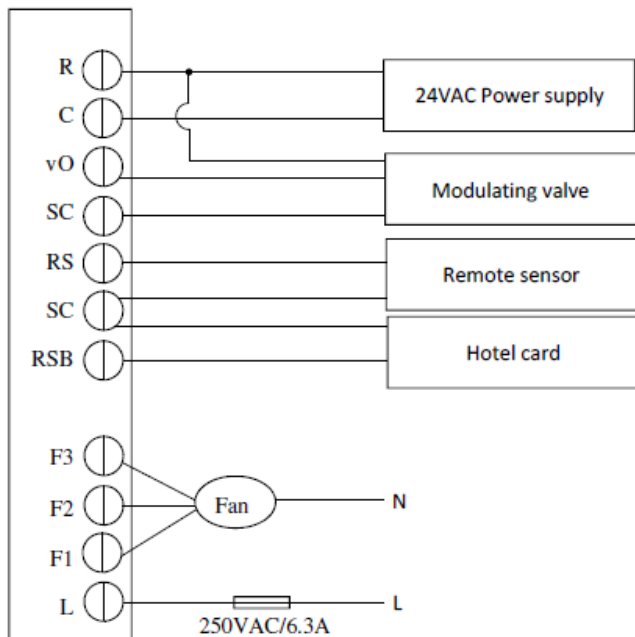 R
24VAC Power supply
C
vO
Modulating valve
SC
RS
Remote sensor
SC
Hotel card
RSB
F3
F2
Fan
N
F1
L
L
250VAC/6.3A